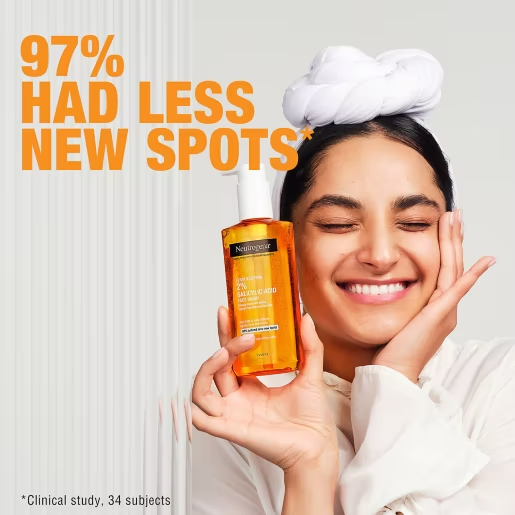 97%
HAD LESS
NEW SPOTS*
Neutrogena
2%
SALICYLIC ACID
*Clinical study, 34 subjects